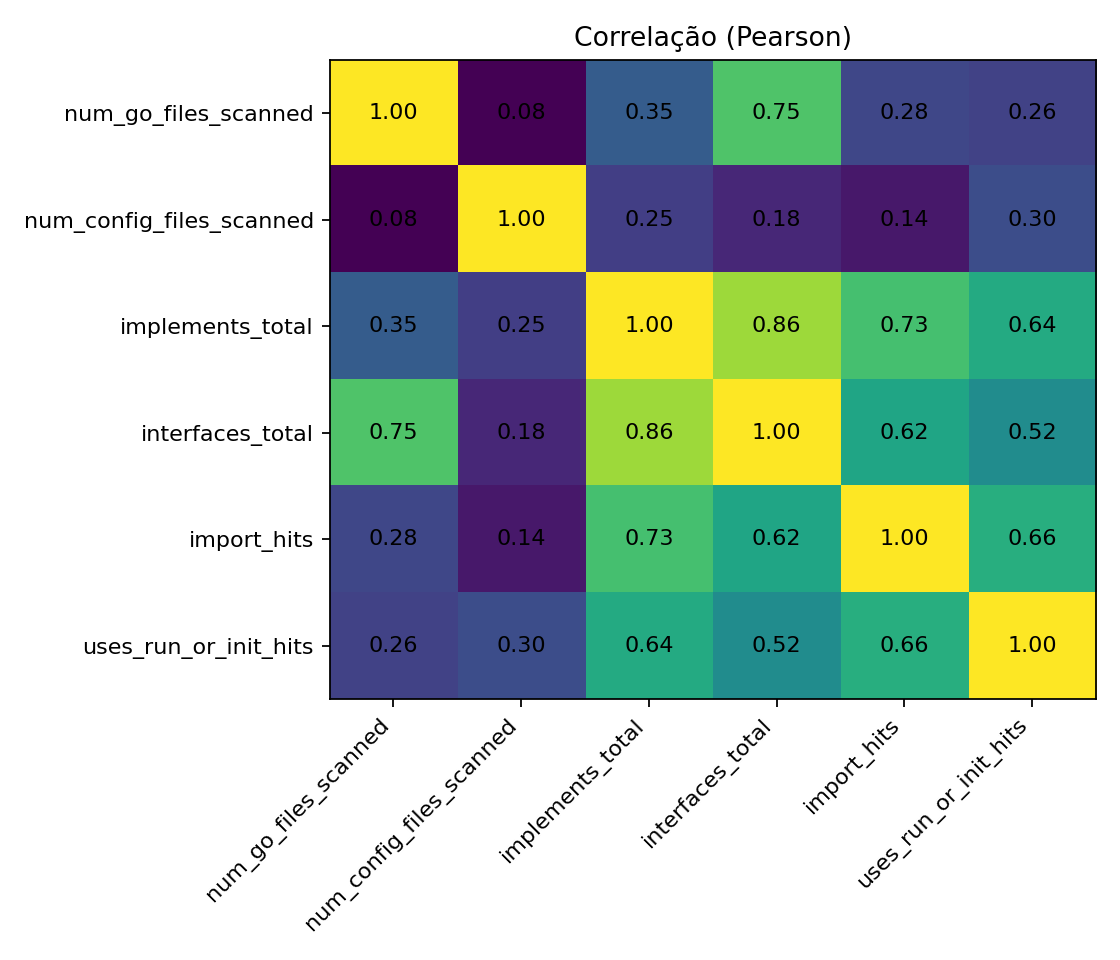 Correlação (Pearson)
num_go_files_scanned 1.00 0.08 0.35 0.75 0.28 0.26
num_config_files_scanned 0.08 1.00 0.25 0.18 0.14 0.30
implements_total 0.35 0.25 1.00 0.86 0.73 0.64
interfaces_total 0.75 0.18 0.86 1.00 0.62 0.52
import_hits 0.28 0.14 0.73 0.62 1.00 0.66
uses_run_or_init_hits 0.26 0.30 0.64 0.52 0.66 1.00
num_go_files_scanned
num_config_files_scanned
implements_total
interfaces_total
import_hits
uses_run_or_init_hits